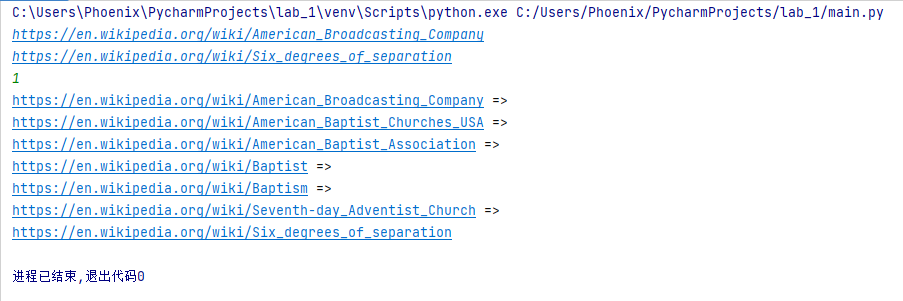 C:\Users\Phoenix\PycharmProjects\lab_1\venv\Scripts\python.exe C:/Users/Phoenix/PycharmProjects/lab_1/main.py
https://en.wikipedia.org/wiki/American_Broadcasting_Company
https://en.wikipedia.org/wiki/Six_degrees_of_separation
1
https://en.wikipedia.org/wiki/American_Broadcasting_Company =>
https://en.wikipedia.org/wiki/American_Baptist_Churches_USA =>
https://en.wikipedia.org/wiki/American_Baptist_Association =>
https://en.wikipedia.org/wiki/Baptist =>
https://en.wikipedia.org/wiki/Baptism =>
https://en.wikipedia.org/wiki/Seventh-day_Adventist_Church =>
https://en.wikipedia.org/wiki/Six_degrees_of_separation
进程已结束,退出代码0